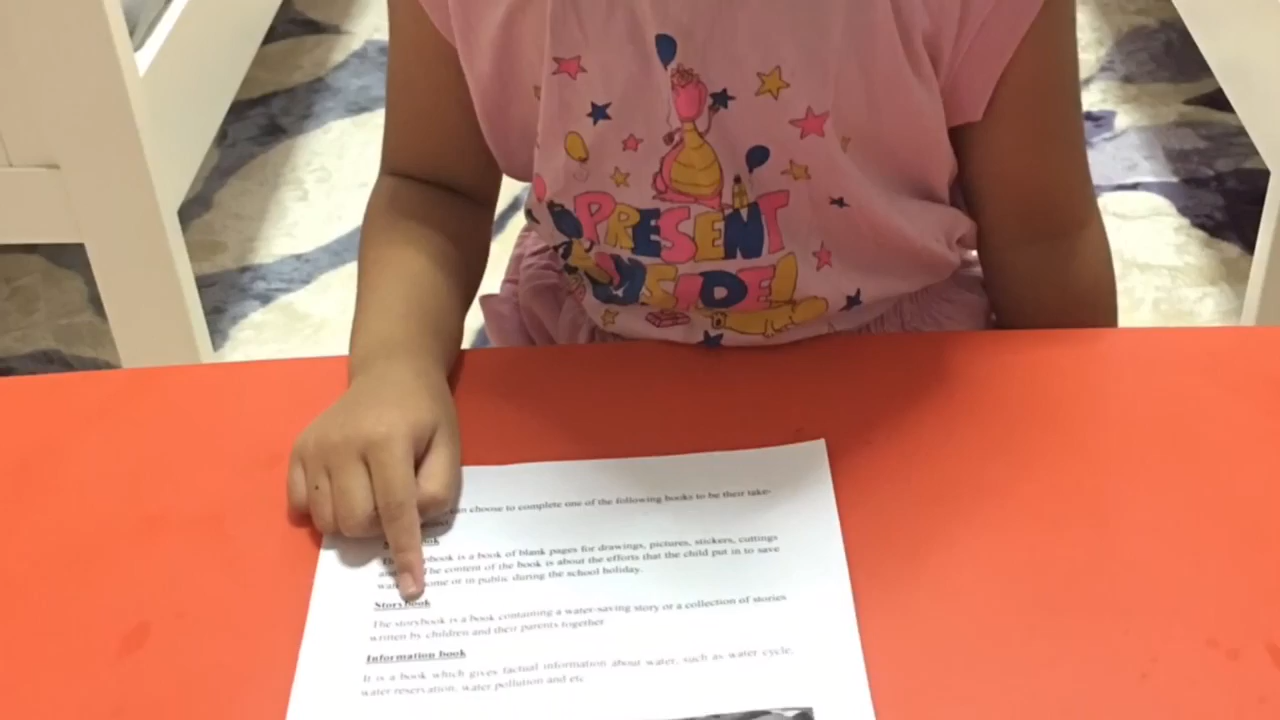 PRESENT
INSIDE!
can choose to complete one of the following books to be their take-
book is a book of blank pages for drawings, pictures, stickers, cuttings
The content of the book is about the efforts that the child put in to save
home or in public during the school holiday.
Storybook
The storybook is a book containing a water-saving story or a collection of stories
written by children and their parents together
Information book
It is a book which gives factual information about water, such as water cycle,
water reservation, water pollution and etc